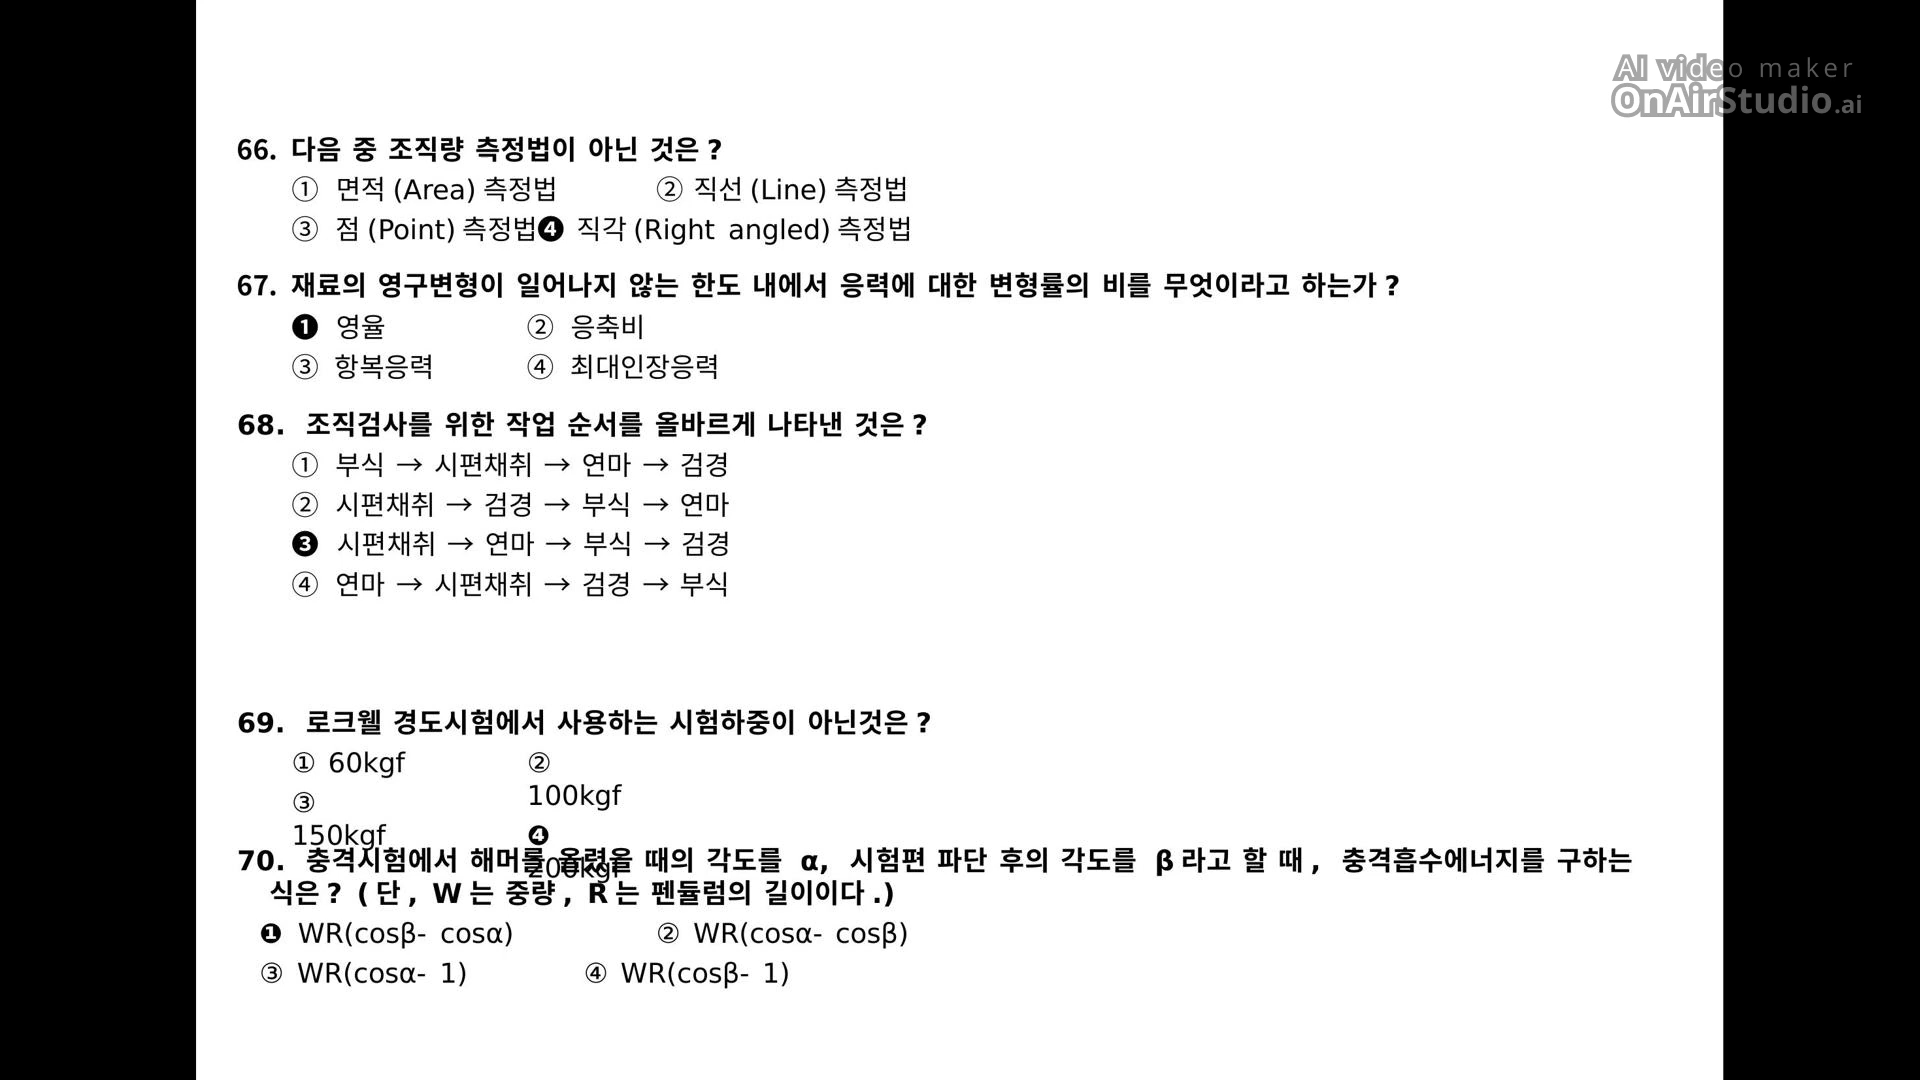 AI video maker
OnAirStudio.ai
66. 다음 중 조직량 측정법이 아닌 것은?
① 면적(Area) 측정법 ② 직선(Line) 측정법
③ 점(Point) 측정법❹ 직각(Right angled) 측정법
67. 재료의 영구변형이 일어나지 않는 한도 내에서 응력에 대한 변형률의 비를 무엇이라고 하는가?
❶ 영율 ② 응축비
③ 항복응력 ④ 최대인장응력
68. 조직검사를 위한 작업 순서를 올바르게 나타낸 것은?
① 부식 → 시편채취 → 연마 → 검경
② 시편채취 → 검경 → 부식 → 연마
❸ 시편채취 → 연마 → 부식 → 검경
④ 연마 → 시편채취 → 검경 → 부식
69. 로크웰 경도시험에서 사용하는 시험하중이 아닌것은?
① 60kgf ②
100kgf
③
150kgf ❹
200kgf
70. 충격시험에서 해머를 올렸을 때의 각도를 α, 시험편 파단 후의 각도를 β라고 할 때, 충격흡수에너지를 구하는
식은? (단, W는 중량, R는 펜듈럼의 길이이다.)
❶ WR(cosβ- cosα) ② WR(cosα- cosβ)
③ WR(cosα- 1) ④ WR(cosβ- 1)